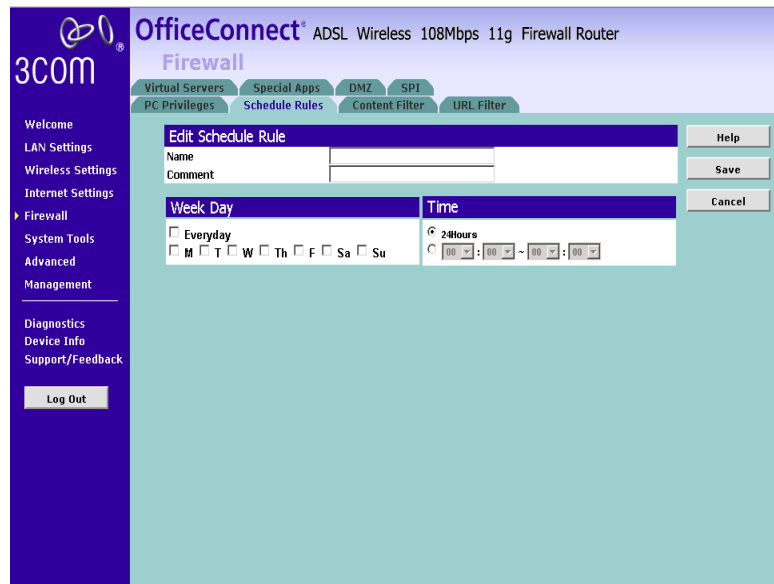 3COM®
OfficeConnect® ADSL Wireless 108Mbps 11g Firewall Router
Firewall
Virtual Servers Special Apps DMZ SPI
PC Privileges Schedule Rules Content Filter URL Filter
Welcome
LAN Settings
Wireless Settings
Internet Settings
Firewall
System Tools
Advanced
Management
Diagnostics
Device Info
Support/Feedback
Log Out
Edit Schedule Rule
Name
Comment
Week Day
Everyday
M T W Th F Sa Su
Time
24Hours
00 : 00 ~ 00 : 00
Help
Save
Cancel